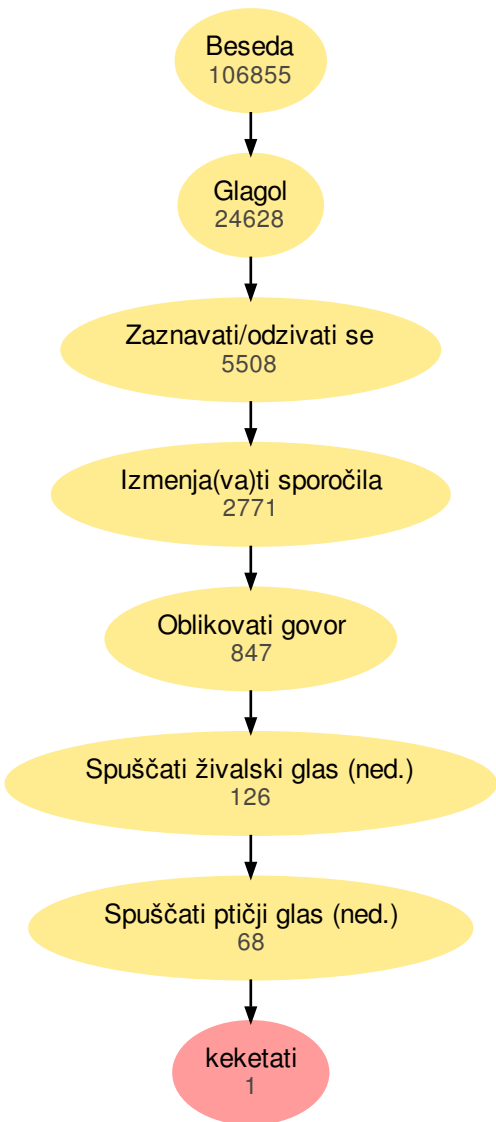 Beseda
106855
Glagol
24628
Zaznavati/odzivati se
5508
Izmenja(va)ti sporočila
2771
Oblikovati govor
847
Spuščati živalski glas (ned.)
126
Spuščati ptičji glas (ned.)
68
keketati
1